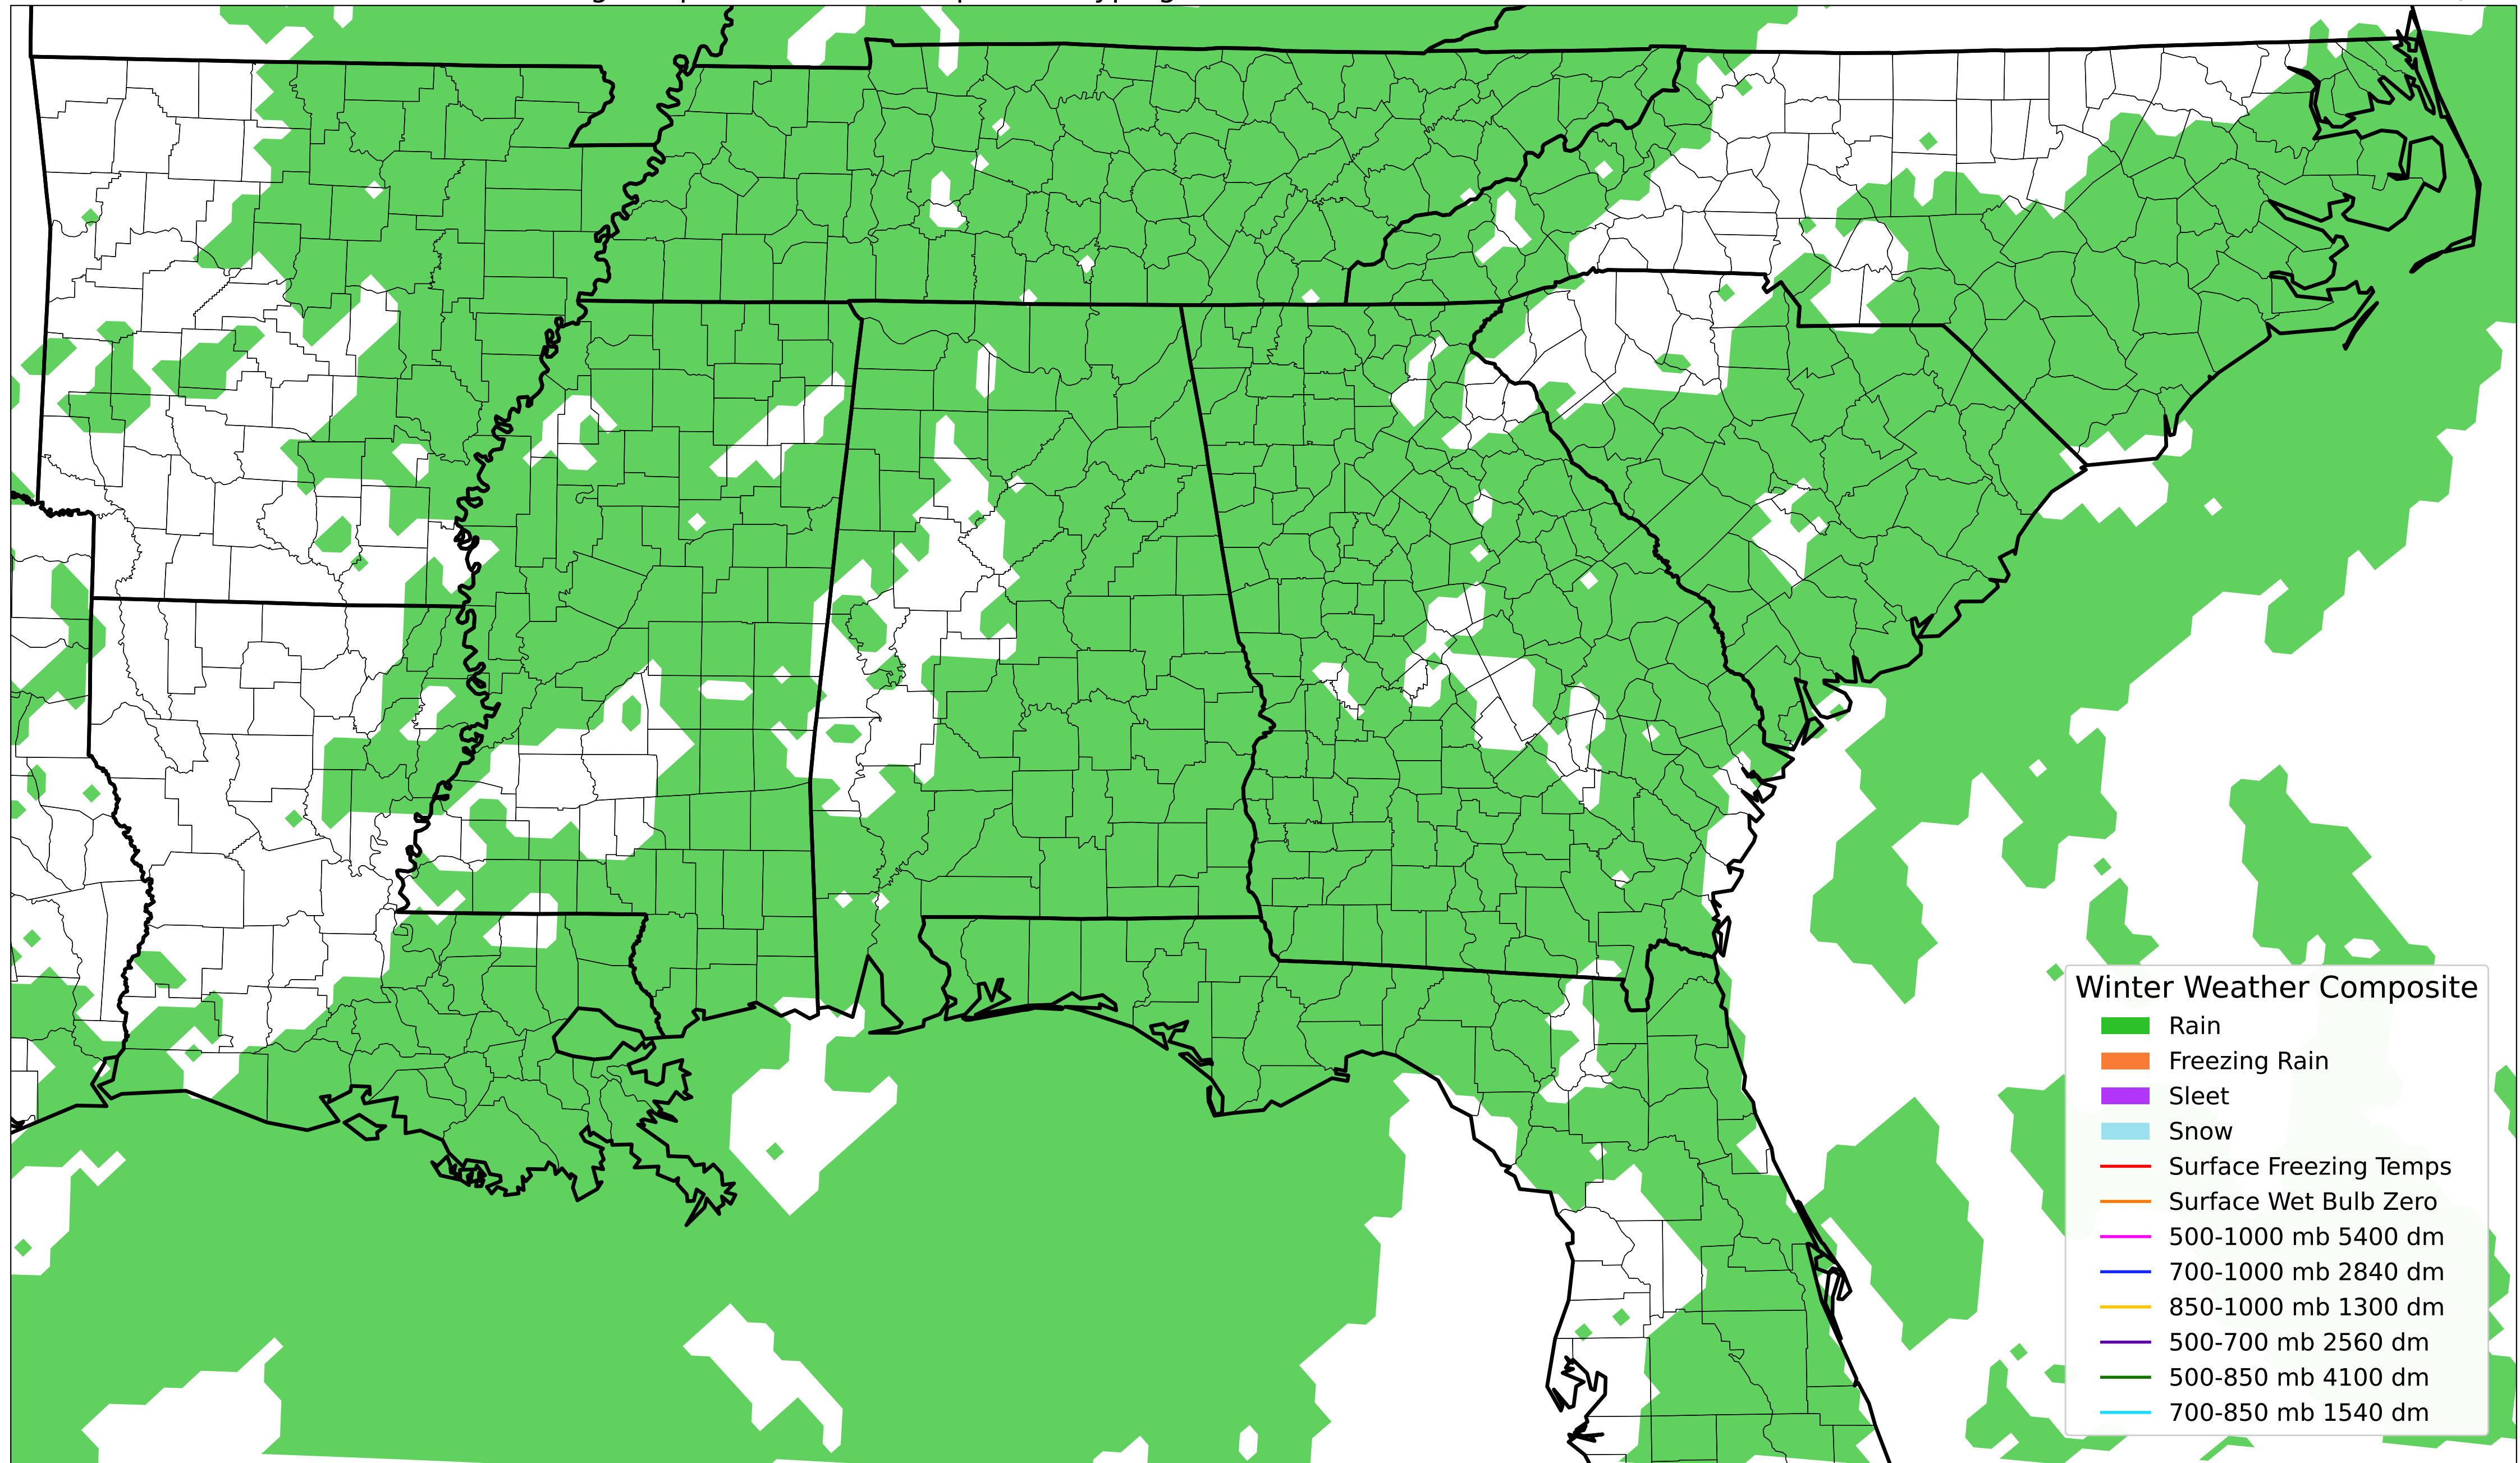 Winter Weather Composite
Rain
Freezing Rain
Sleet
Snow
Surface Freezing Temps
Surface Wet Bulb Zero
500-1000 mb 5400 dm
700-1000 mb 2840 dm
850-1000 mb 1300 dm
500-700 mb 2560 dm
500-850 mb 4100 dm
700-850 mb 1540 dm